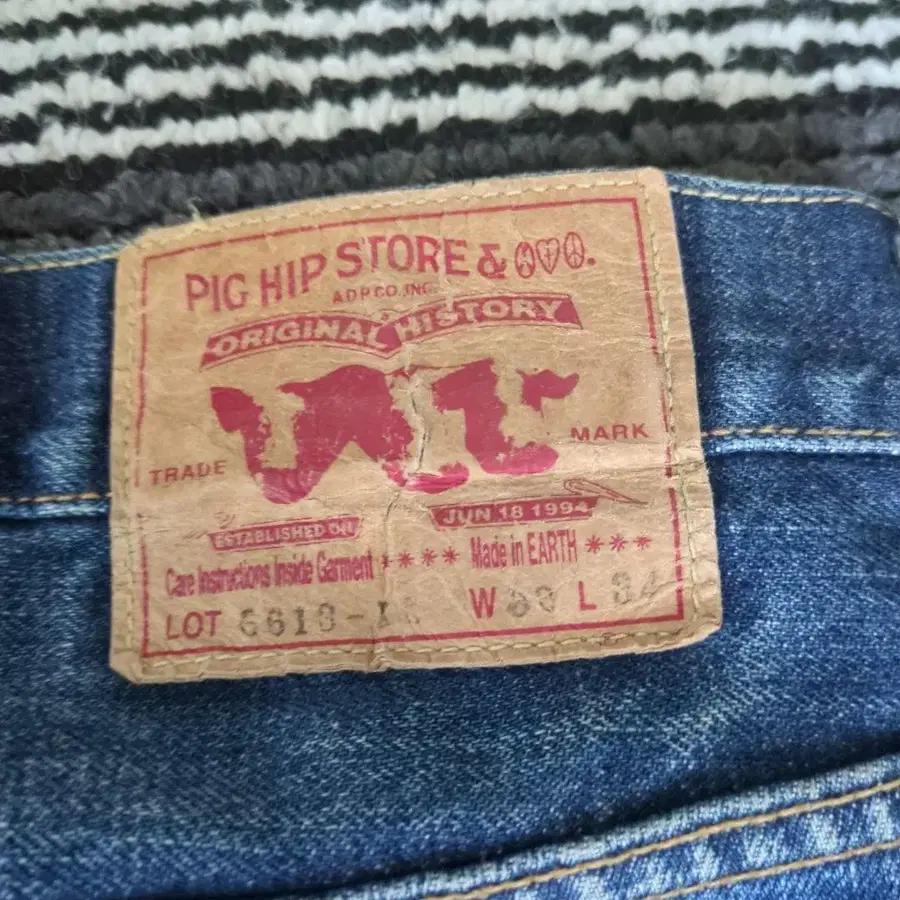 PIG HIP STORE &
A.D.P.CO.INC.
ORIGINAL HISTORY
TRADE MARK
ESTABLISHED ON JUN 18 1994
Care Instructions Inside Garment **** Made in EARTH ***
LOT W L